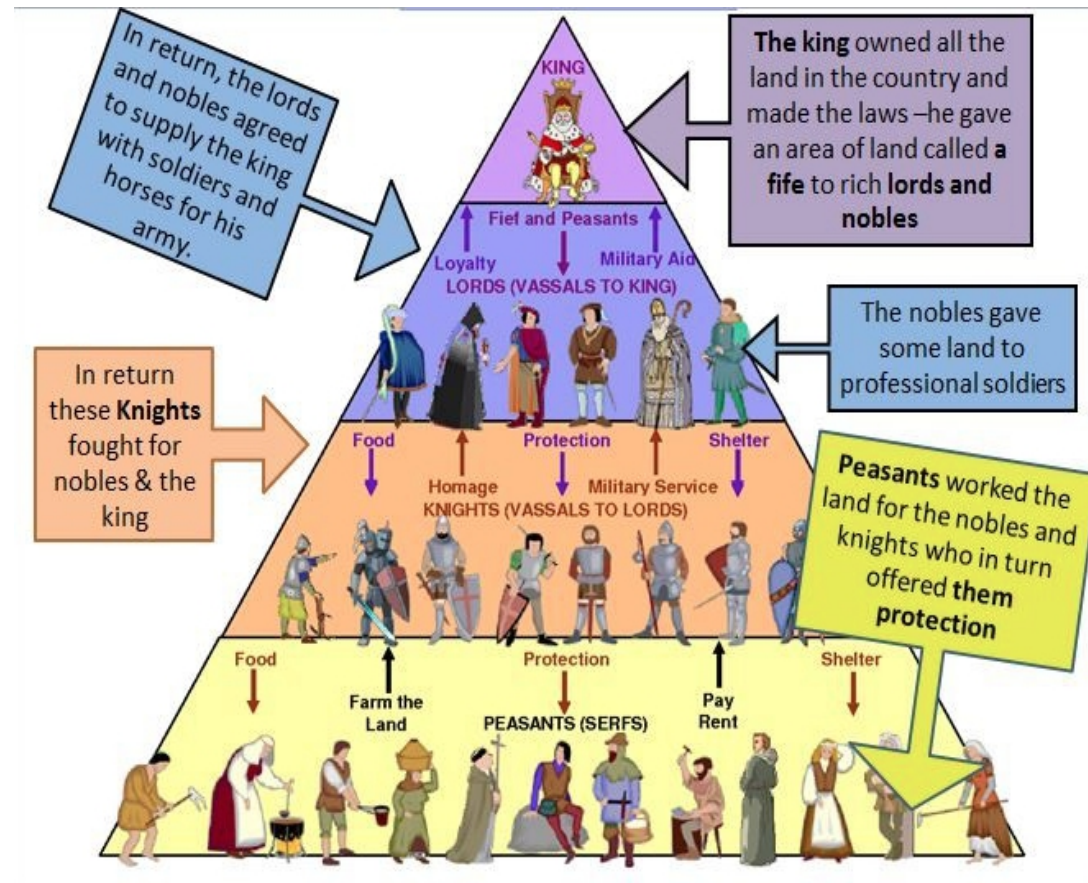 In return, the lords
and nobles agreed
to supply the king
with soldiers and
horses for his
army.
The king owned all the
land in the country and
made the laws –he gave
an area of land called a
fife to rich lords and
nobles
KING
Fief and Peasants
Loyalty
Military Aid
LORDS (VASSALS TO KING)
The nobles gave
some land to
professional soldiers
In return
these Knights
fought for
nobles & the
king
Food
Protection
Shelter
Homage
Military Service
KNIGHTS (VASSALS TO LORDS)
Peasants worked the
land for the nobles and
knights who in turn
offered them
protection
Food
Protection
Shelter
Farm the
Land
Pay
Rent
PEASANTS (SERFS)